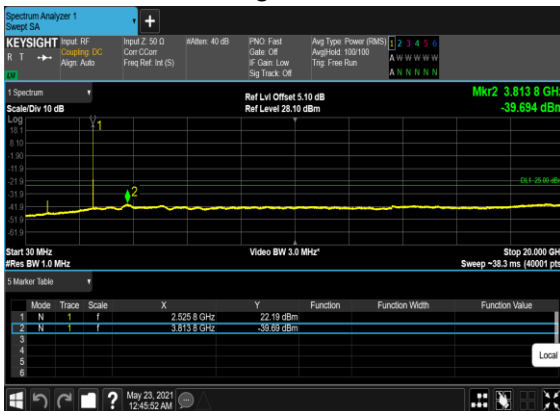 Spectrum Analyzer 1
Swept SA
+
KEYSIGHT Input: RF Input Z: 50 Ω #Atten: 40 dB PNO: Fast Avg Type: Power (RMS) 1 2 3 4 5 6
R T Coupling: DC Corr CCorr Gate: Off Avg|Hold: 100/100 A W W W W W
Align: Auto Freq Ref: Int (S) IF Gain: Low Trig: Free Run
LV Sig Track: Off A N N N N N
1 Spectrum Ref Lvl Offset 5.10 dB Mkr2 3.813 8 GHz
Scale/Div 10 dB Ref Level 28.10 dBm -39.694 dBm
Log
18.1
8.10
-1.90
-11.9
-21.9
-31.9
-41.9
-51.9
-61.9
1
2
DL1 -25.00 dBm
Start 30 MHz Video BW 3.0 MHz* Stop 20.000 GHz
#Res BW 1.0 MHz Sweep ~38.3 ms (40001 pts)
5 Marker Table
Mode Trace Scale X Y Function Function Width Function Value
1 N 1 f 2.525 8 GHz 22.19 dBm
2 N 1 f 3.813 8 GHz -39.69 dBm
3
4
5
6
Local
? May 23, 2021
12:45:52 AM